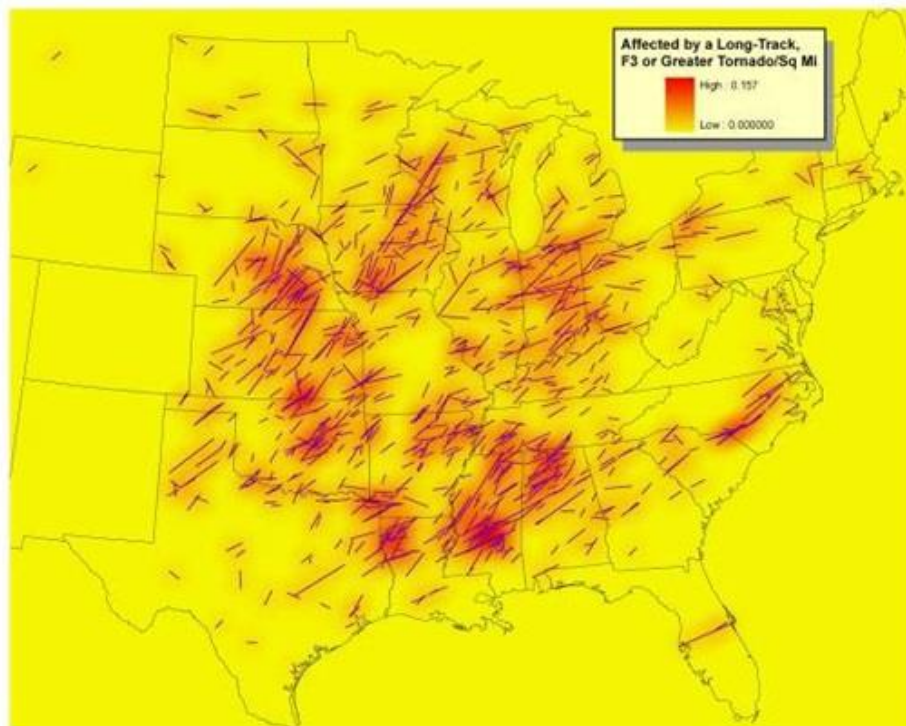 Affected by a Long-Track,
F3 or Greater Tornado/Sq Mi
High : 0.157
Low : 0.000000